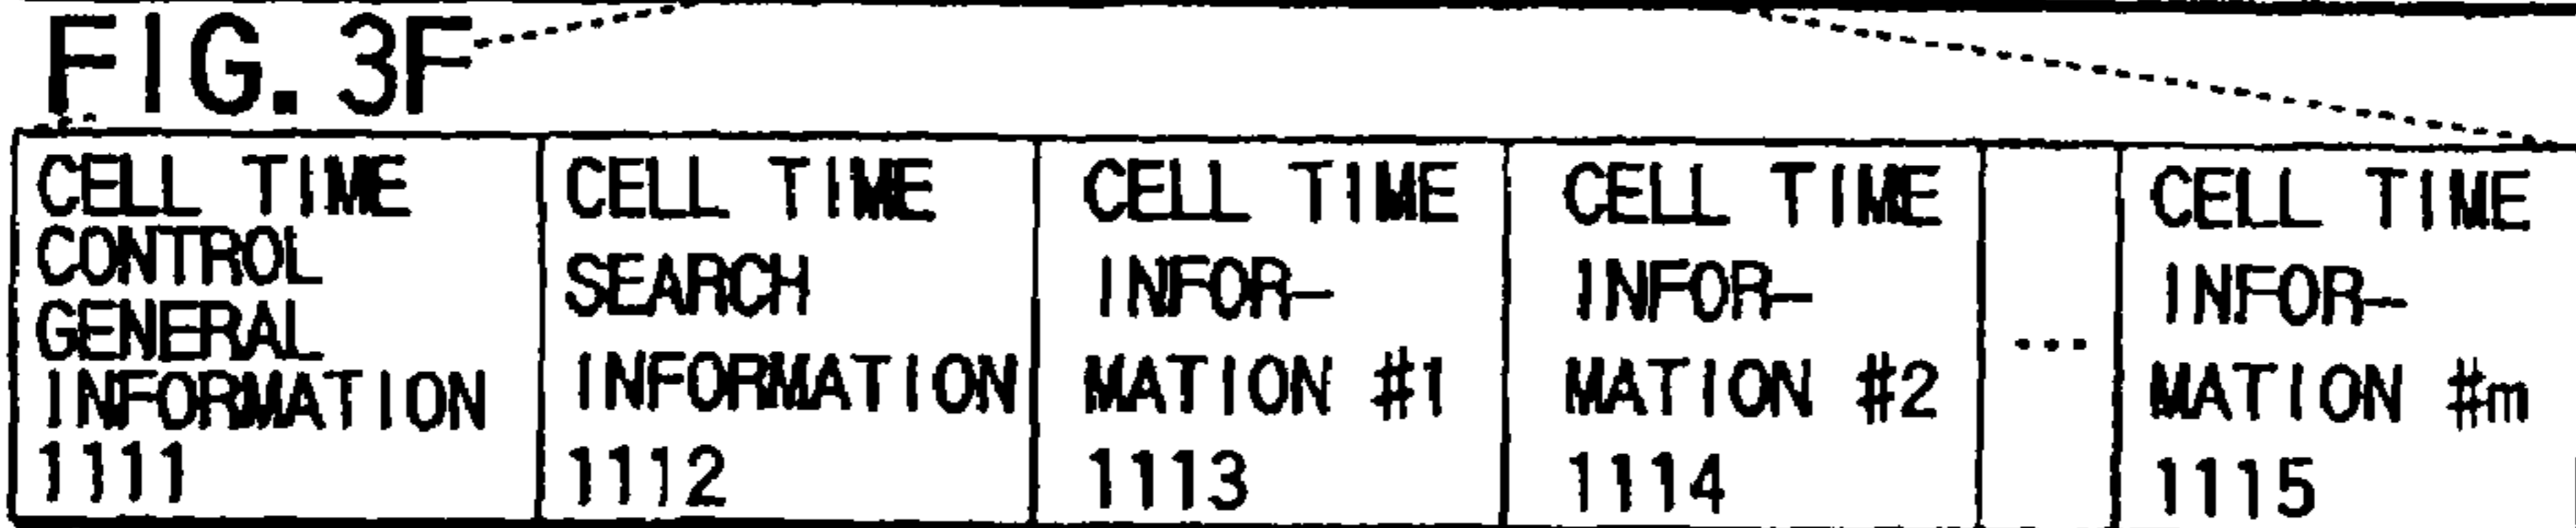 FIG. 3F
CELL TIME
CONTROL
GENERAL
INFORMATION
1111
CELL TIME
SEARCH
INFORMATION
1112
CELL TIME
INFOR-
MATION #1
1113
CELL TIME
INFOR-
MATION #2
1114
...
CELL TIME
INFOR-
MATION #m
1115